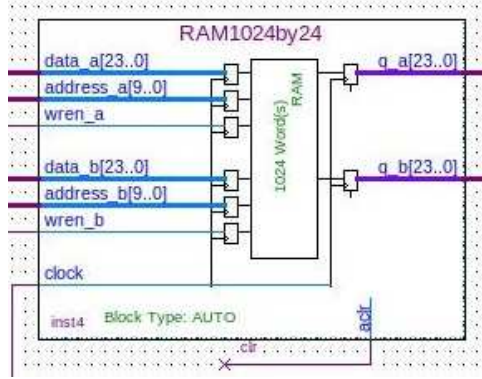 RAM1024by24
data_a[23..0]
address_a[9..0]
wren_a
data_b[23..0]
address_b[9..0]
wren_b
clock
1024 Word(s)
RAM
q_a[23..0]
q_b[23..0]
inst4
Block Type: AUTO
aclr
clr